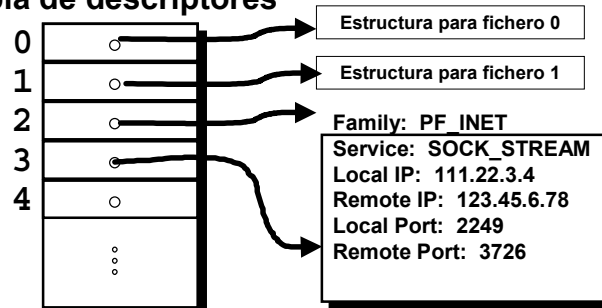 de descriptores
0
1
2
3
4
Estructura para fichero 0
Estructura para fichero 1
Family: PF_INET
Service: SOCK_STREAM
Local IP: 111.22.3.4
Remote IP: 123.45.6.78
Local Port: 2249
Remote Port: 3726